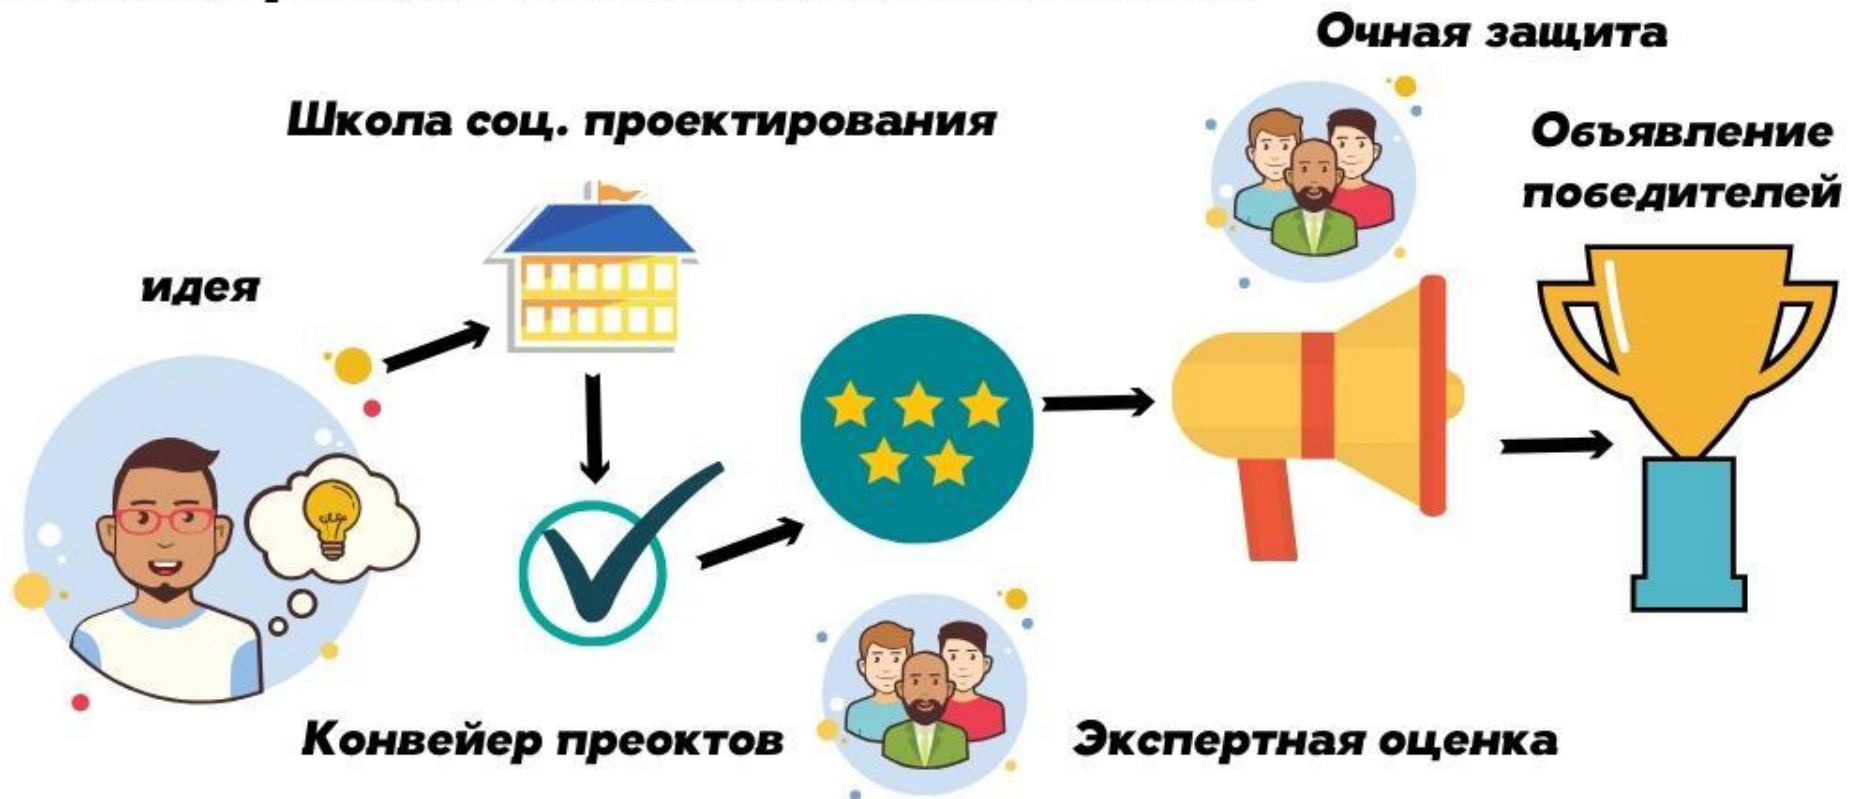 Очная защита
Школа соц. проектирования
Объявление
победителей
идея
Конвейер преоктов
Экспертная оценка